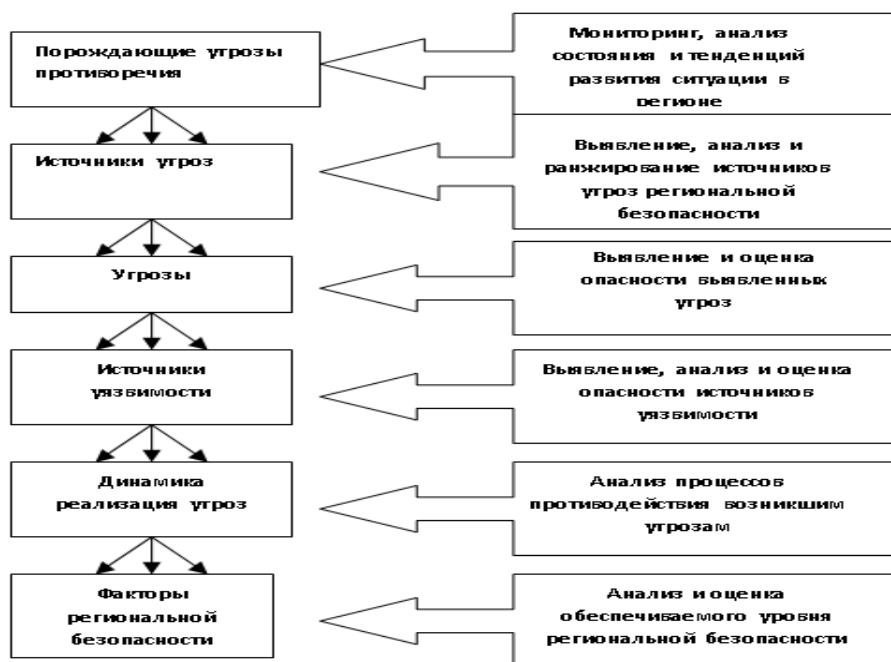 Порождающие угрозы
противоречия
Мониторинг, анализ
состояния и тенденций
развития ситуации в
регионе
Источники угроз
Выявление, анализ и
ранжирование источников
угроз региональной
безопасности
Угрозы
Выявление и оценка
опасности выявленных
угроз
Источники
уязвимости
Выявление, анализ и оценка
опасности источников
уязвимости
Динамика
реализация угроз
Анализ процессов
противодействия возникшим
угрозам
Факторы
региональной
безопасности
Анализ и оценка
обеспечиваемого уровня
региональной безопасности